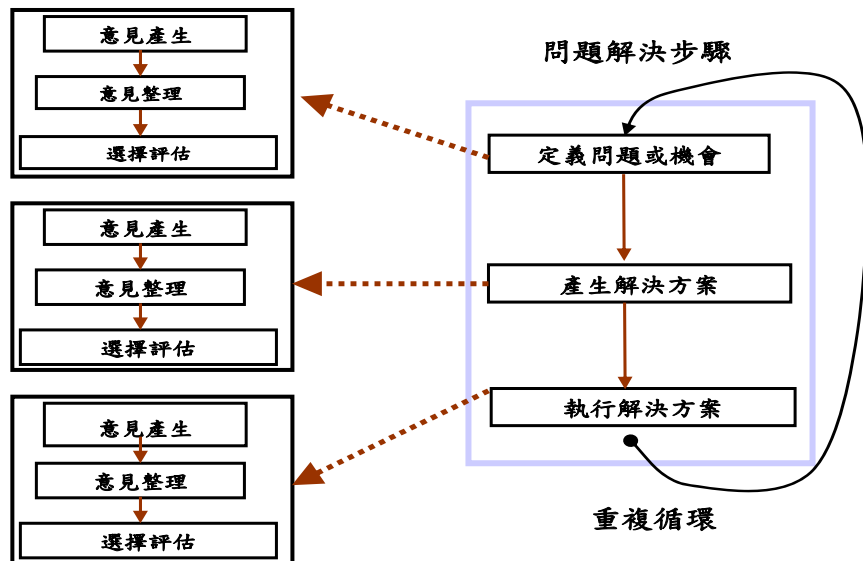 意見產生
意見整理
選擇評估
意見產生
意見整理
選擇評估
意見產生
意見整理
選擇評估
問題解決步驟
定義問題或機會
產生解決方案
執行解決方案
重複循環